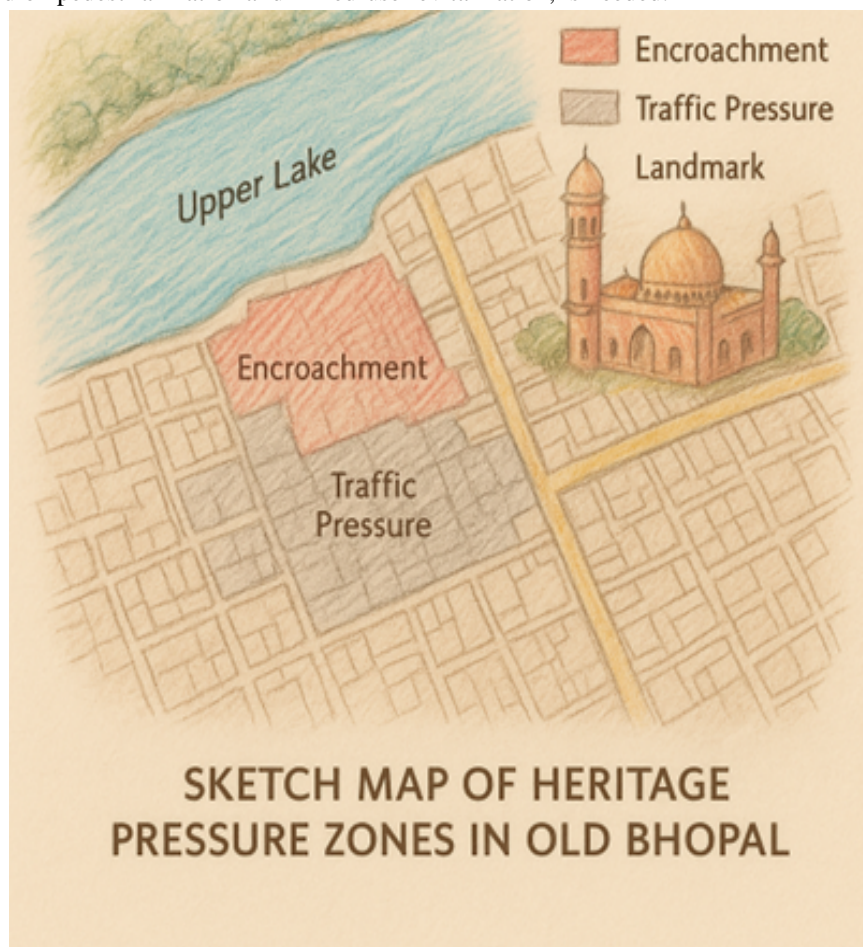 Encroachment
Traffic Pressure
Landmark
Upper Lake
Encroachment
Traffic
Pressure
SKETCH MAP OF HERITAGE
PRESSURE ZONES IN OLD BHOPAL